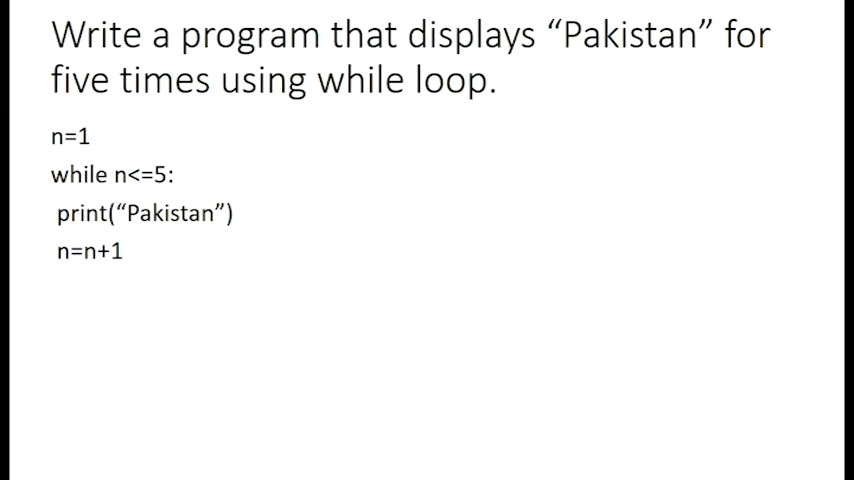 Write a program that displays “Pakistan” for
five times using while loop.
n=1
while n<=5:
print(“Pakistan”)
n=n+1